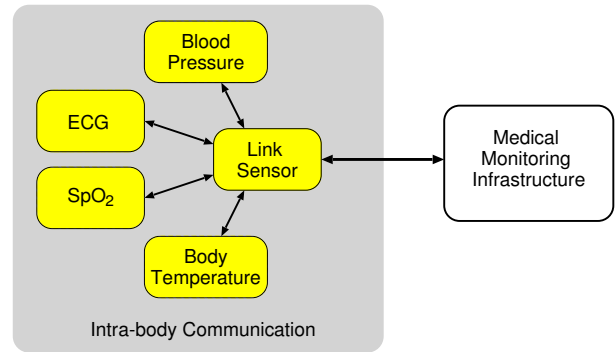 Blood
Pressure
ECG
Link
Sensor
SpO₂
Body
Temperature
Medical
Monitoring
Infrastructure
Intra-body Communication